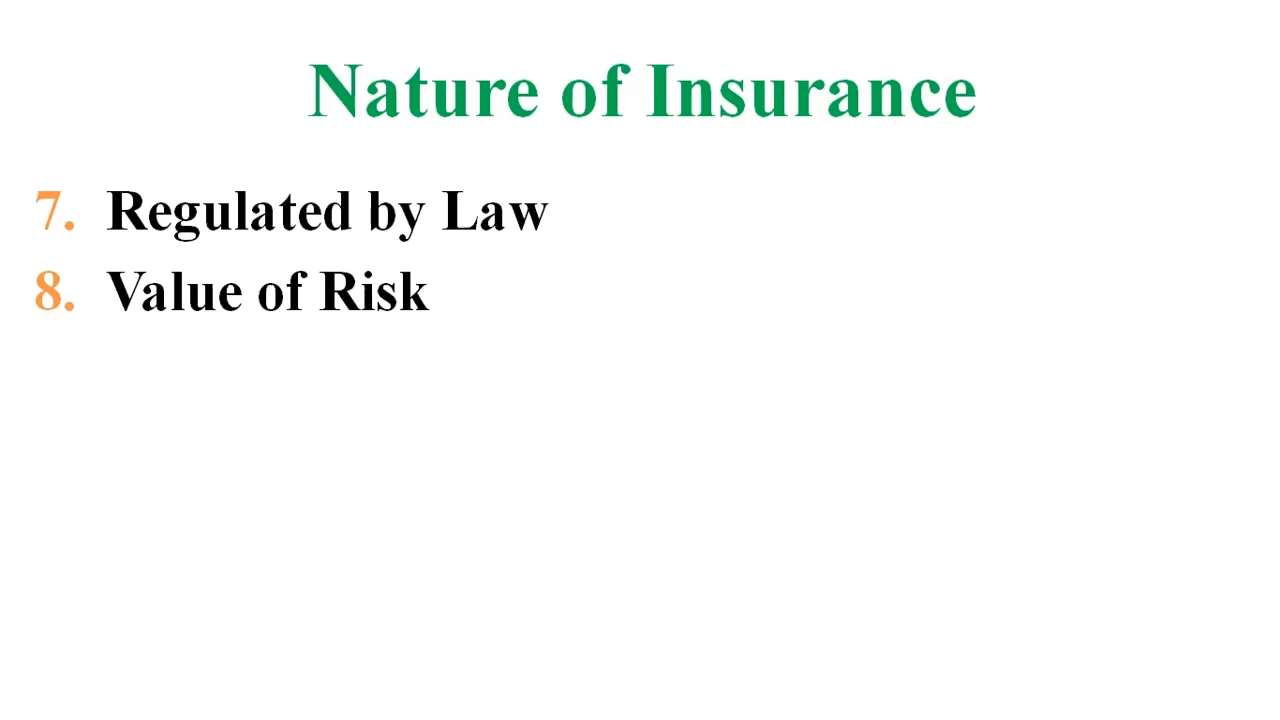 Nature of Insurance
7. Regulated by Law
8. Value of Risk